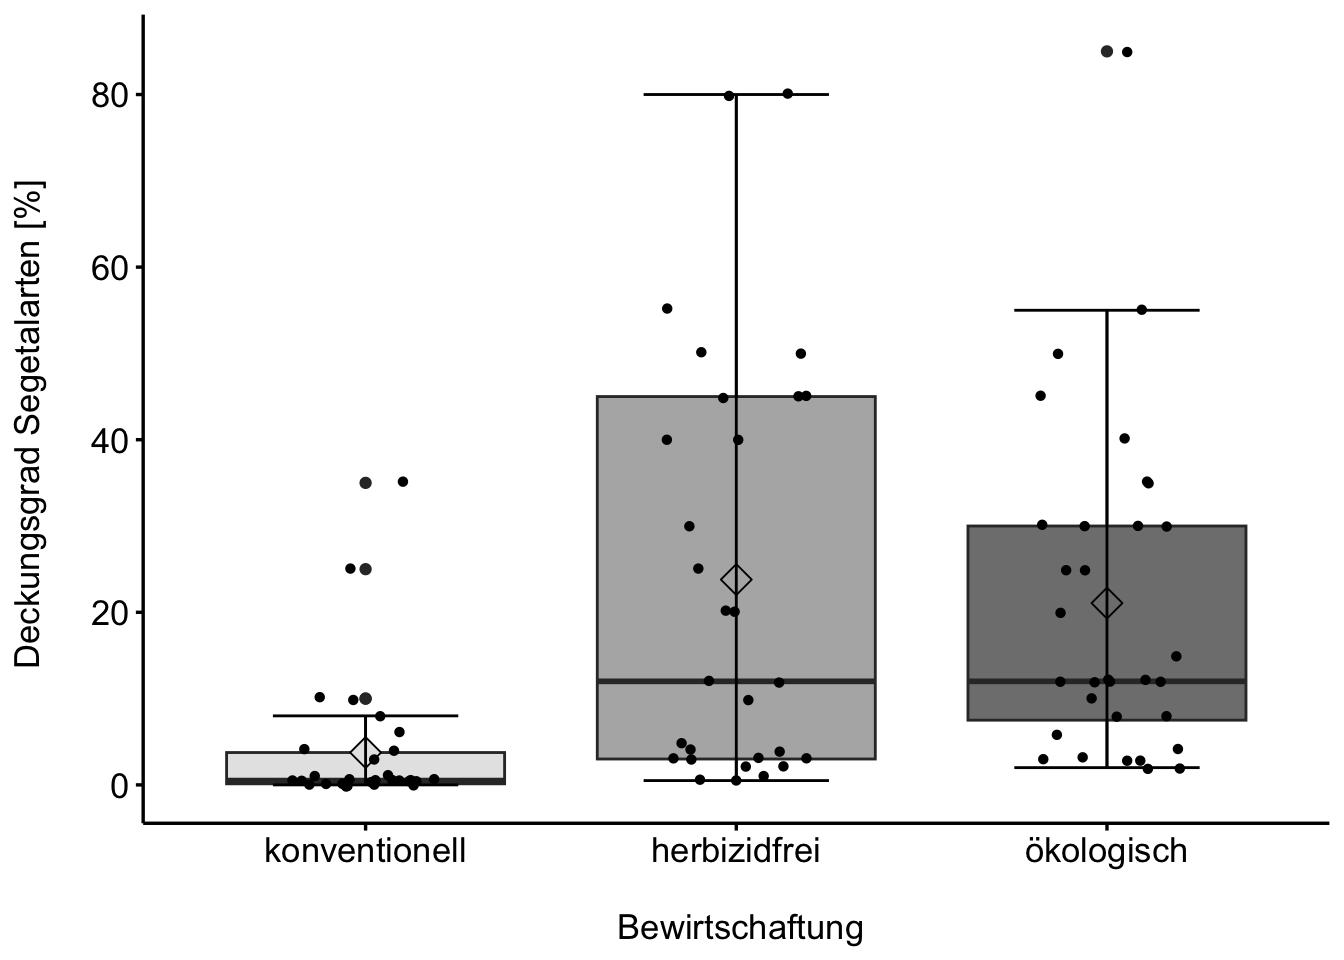 Deckungsgrad Segetalarten [%]
80
60
40
20
0
konventionell herbizidfrei ökologisch
Bewirtschaftung